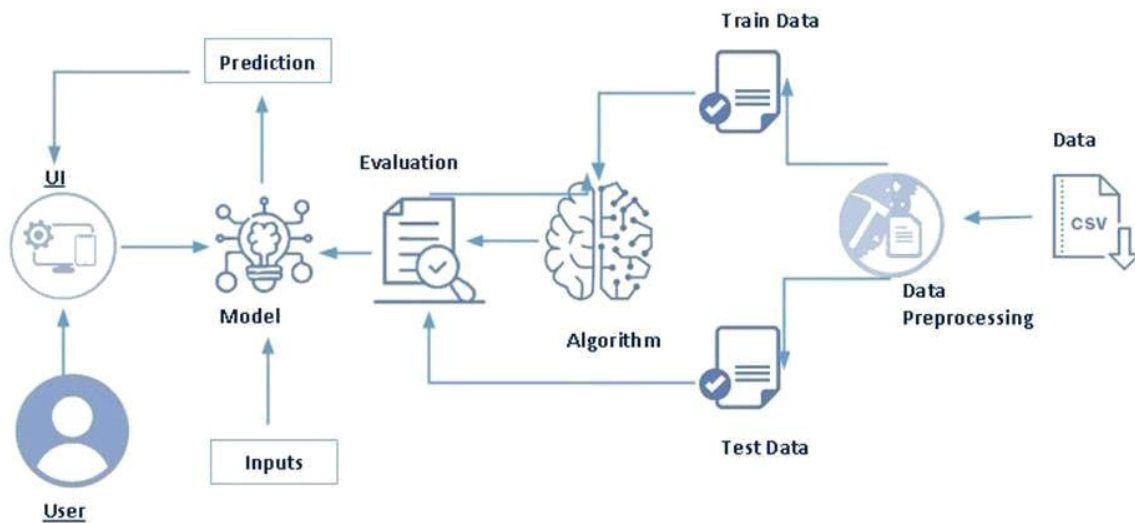 Train Data
Prediction
Data
Evaluation
UI
CSV
Model
Data
Preprocessing
Algorithm
Inputs
Test Data
User